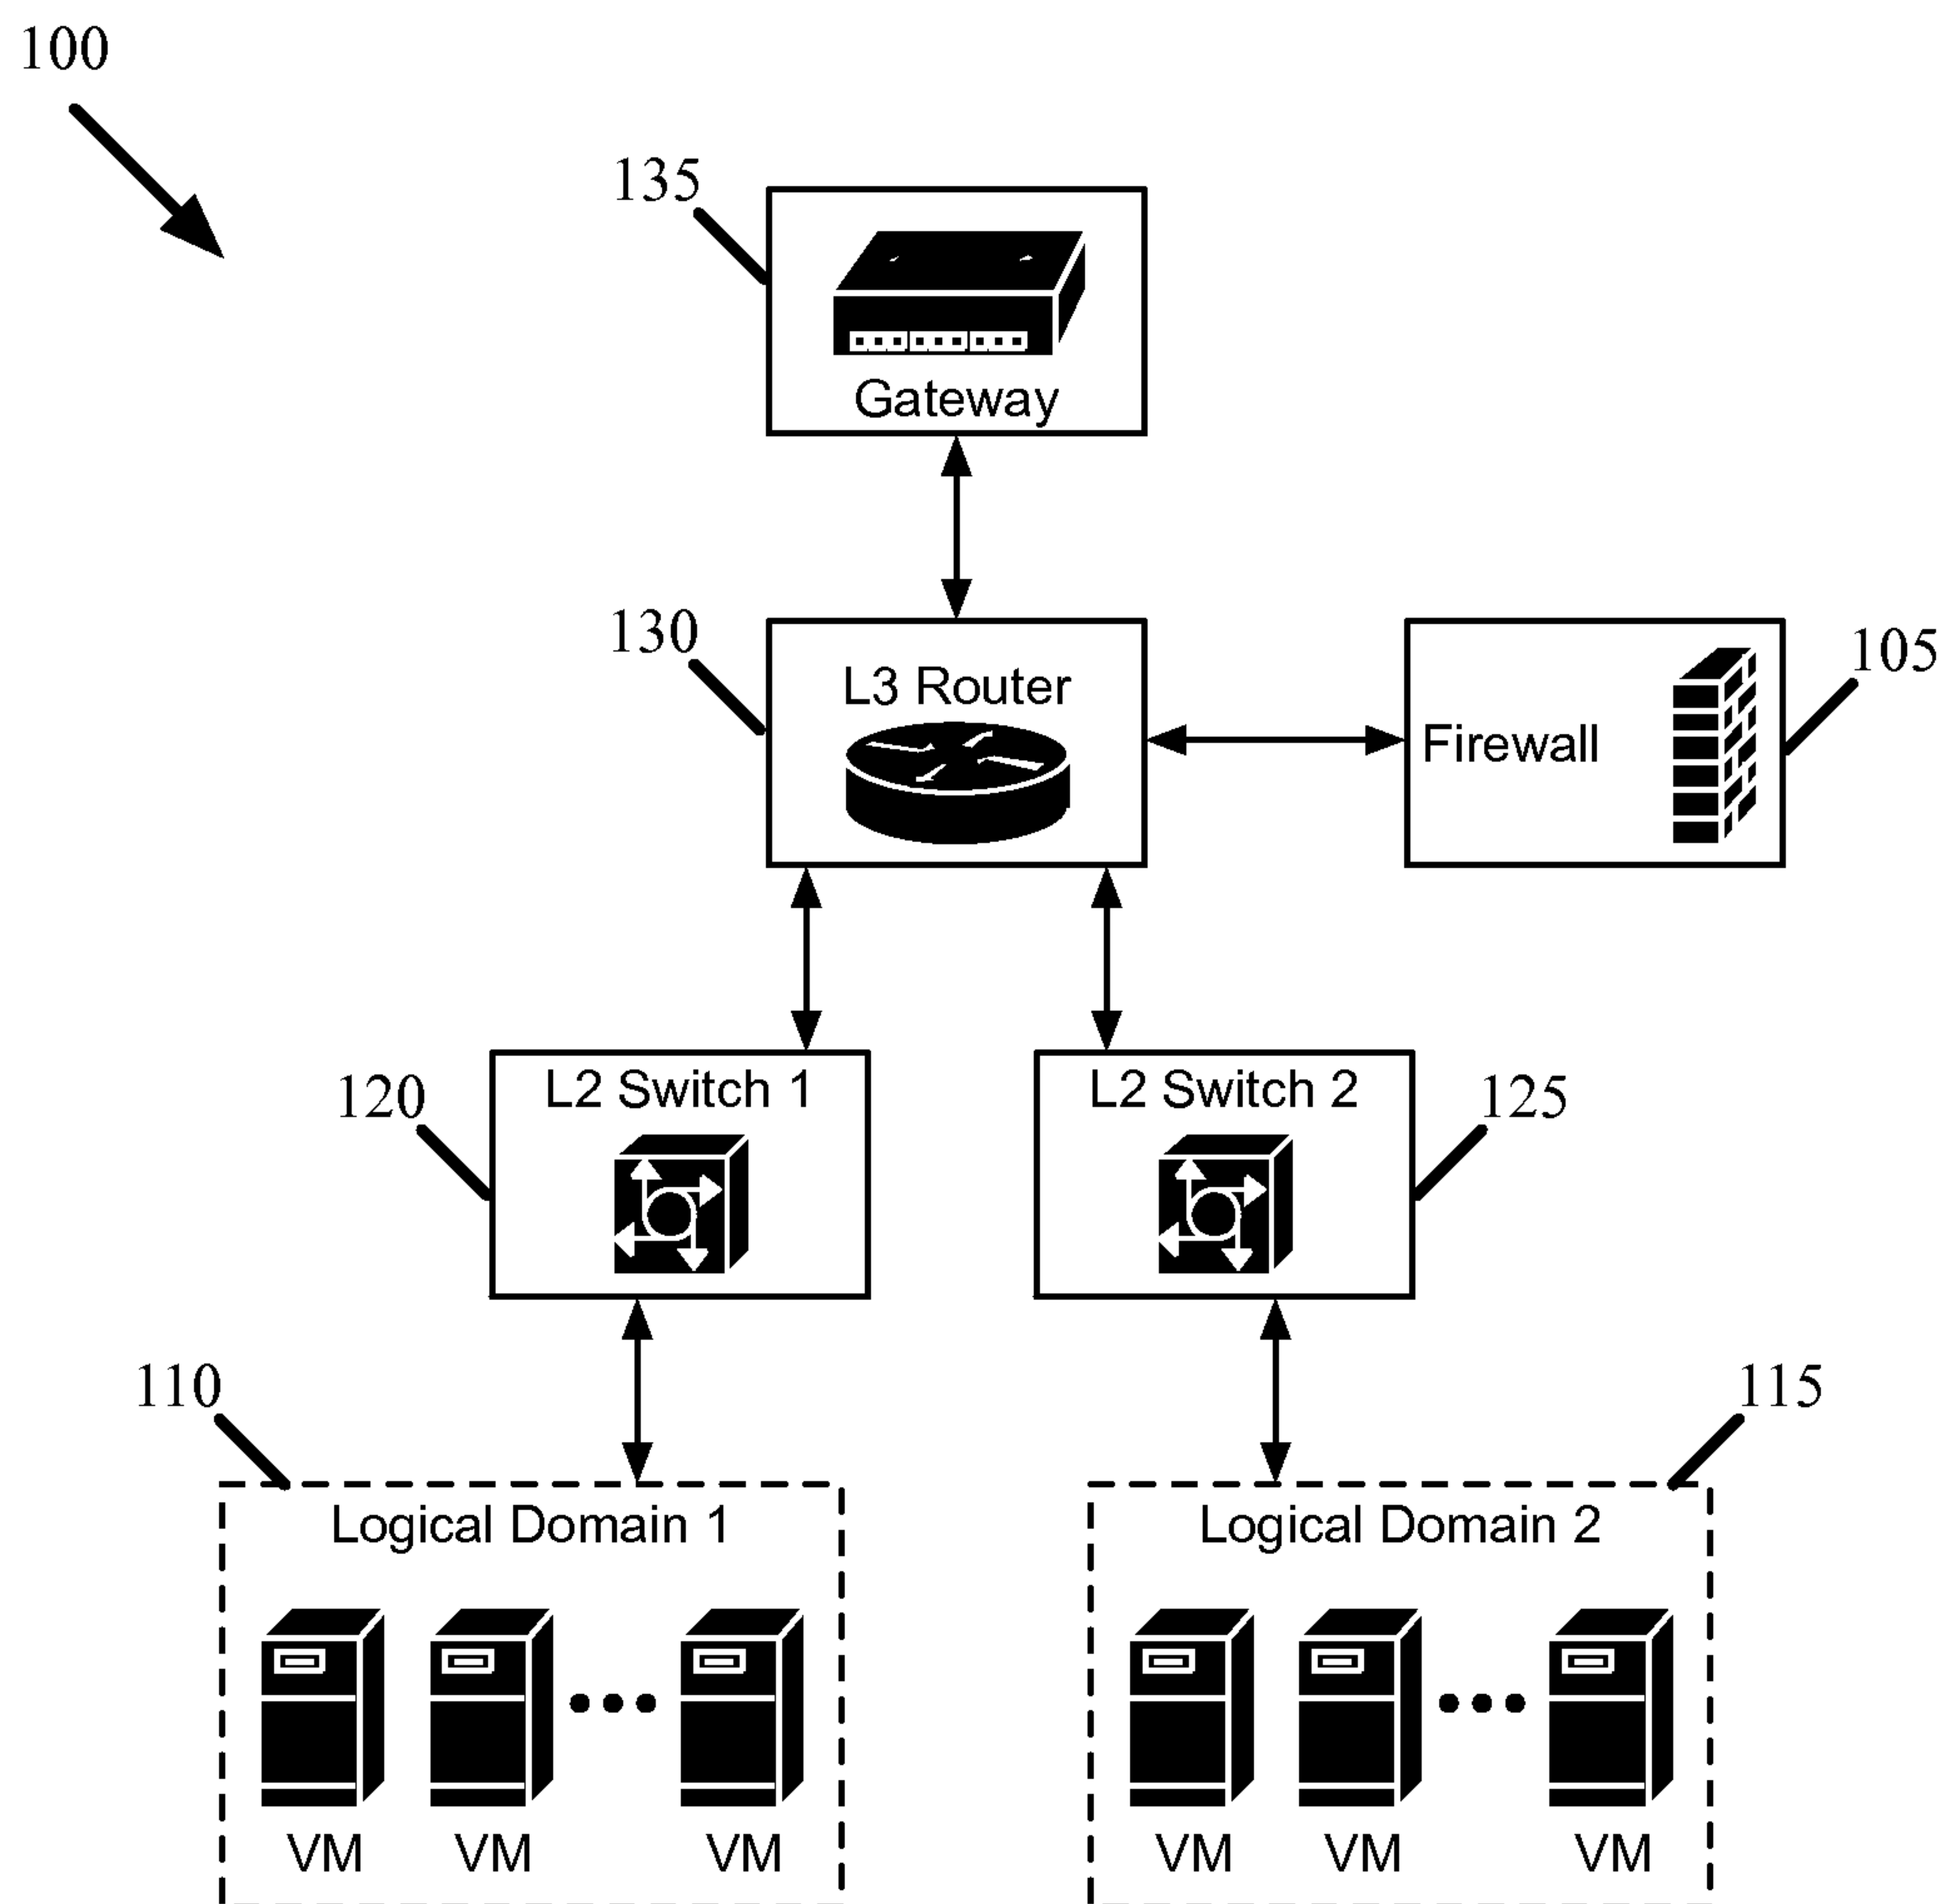 100
135
Gateway
130
L3 Router
105
Firewall
120
L2 Switch 1
L2 Switch 2
125
110
115
Logical Domain 1
Logical Domain 2
VM VM VM
VM VM VM